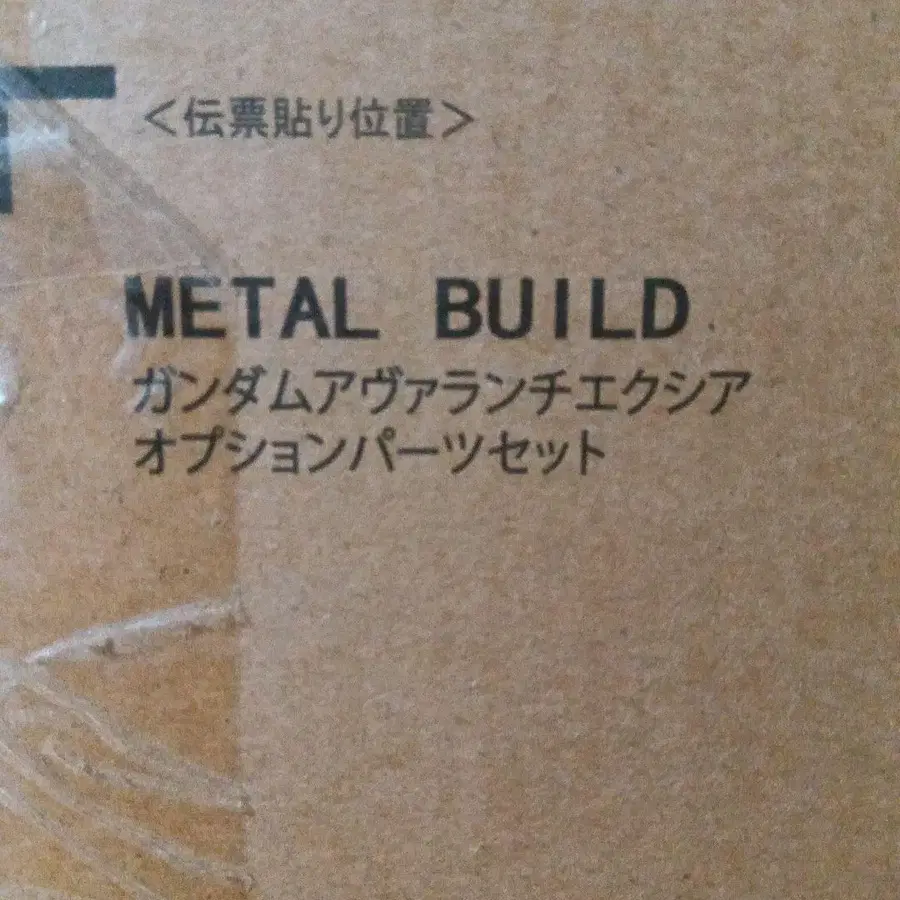 ＜伝票貼り位置＞
METAL BUILD
ガンダムアヴァランチエクシア
オプションパーツセット